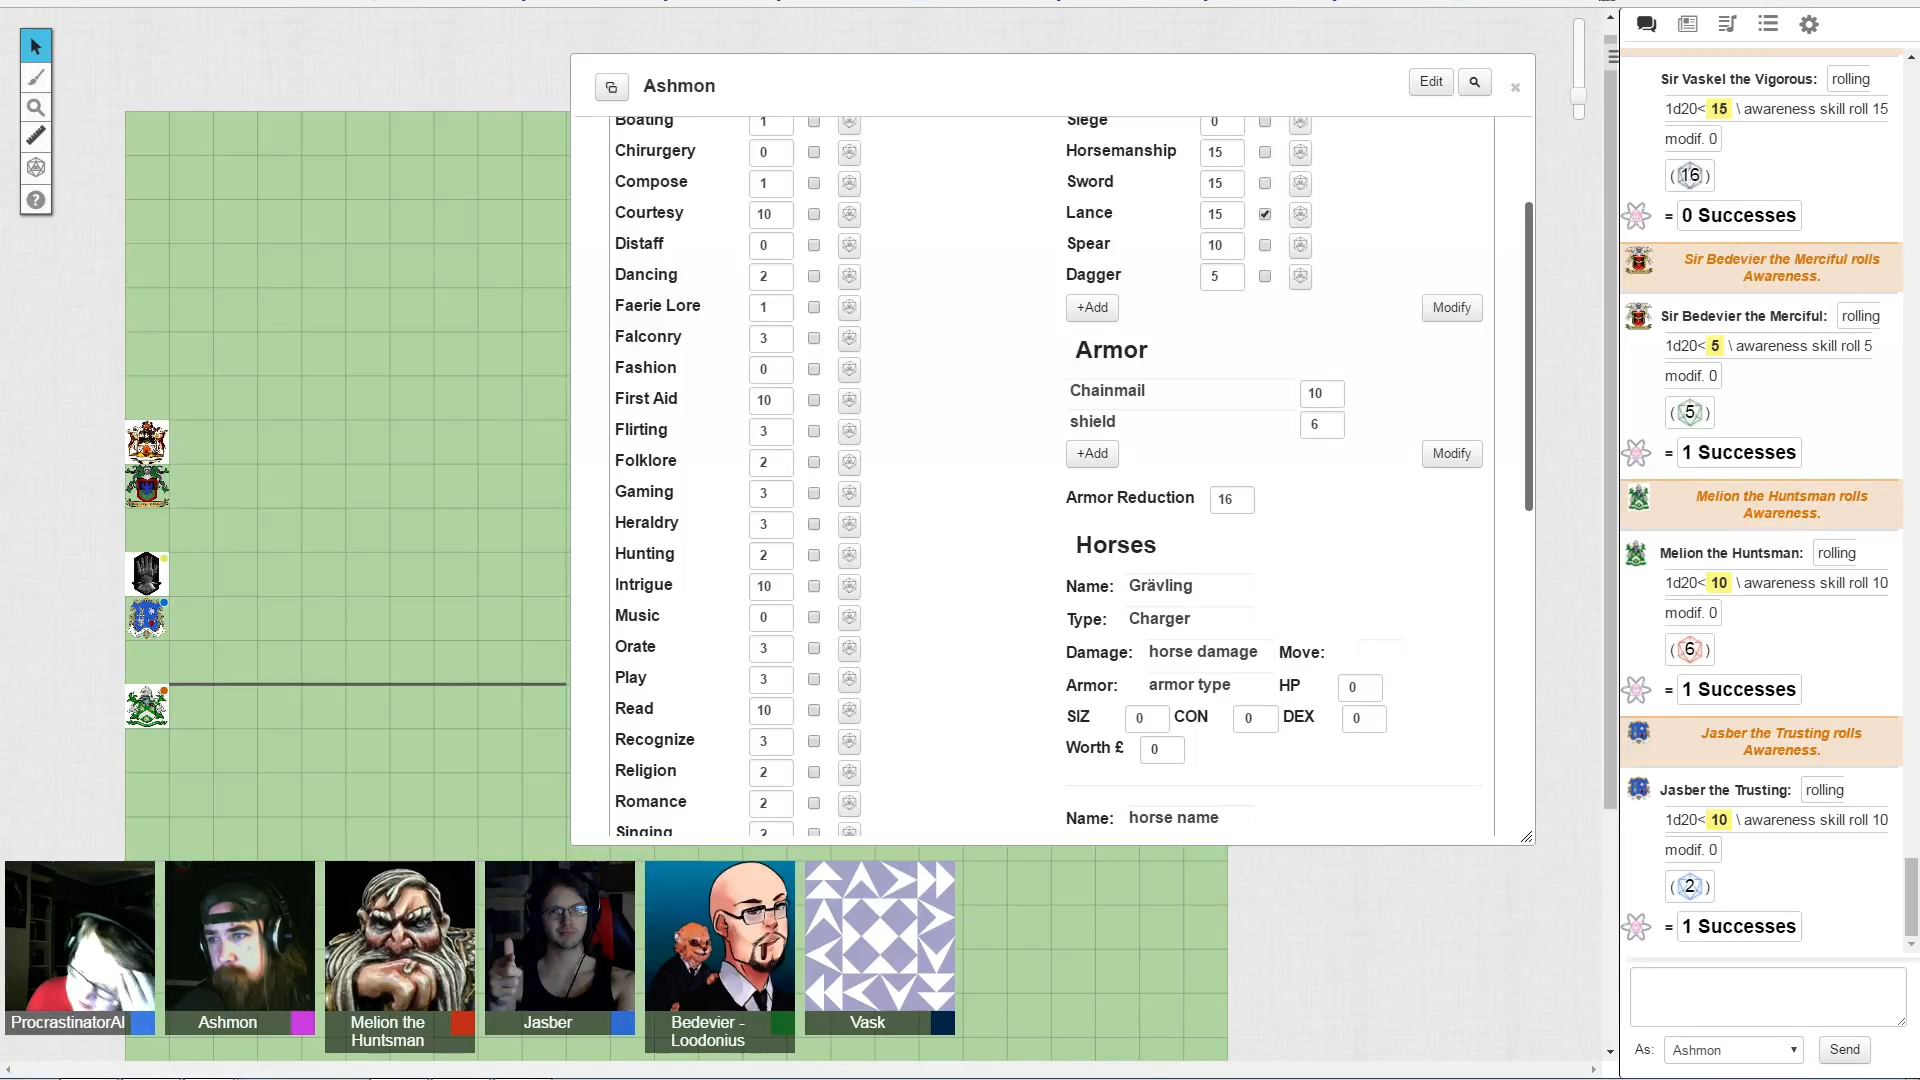 Ashmon
Edit
Boating 1
Chirurgery 0
Compose 1
Courtesy 10
Distaff 0
Dancing 2
Faerie Lore 1
Falconry 3
Fashion 0
First Aid 10
Flirting 3
Folklore 2
Gaming 3
Heraldry 3
Hunting 2
Intrigue 10
Music 0
Orate 3
Play 3
Read 10
Recognize 3
Religion 2
Romance 2
Singing 2
Siege 0
Horsemanship 15
Sword 15
Lance 15
Spear 10
Dagger 5
+Add Modify
Armor
Chainmail 10
shield 6
+Add Modify
Armor Reduction 16
Horses
Name: Grävling
Type: Charger
Damage: horse damage Move:
Armor: armor type HP 0
SIZ 0 CON 0 DEX 0
Worth £ 0
Name: horse name
ProcrastinatorAl
Ashmon
Melion the
Huntsman
Jasber
Bedevier -
Loodonius
Vask
Sir Vaskel the Vigorous: rolling
1d20< 15 \ awareness skill roll 15
modif. 0
(16)
= 0 Successes
Sir Bedevier the Merciful rolls
Awareness.
Sir Bedevier the Merciful: rolling
1d20< 5 \ awareness skill roll 5
modif. 0
(5)
= 1 Successes
Melion the Huntsman rolls
Awareness.
Melion the Huntsman: rolling
1d20< 10 \ awareness skill roll 10
modif. 0
(6)
= 1 Successes
Jasber the Trusting rolls
Awareness.
Jasber the Trusting: rolling
1d20< 10 \ awareness skill roll 10
modif. 0
(2)
= 1 Successes
As: Ashmon Send